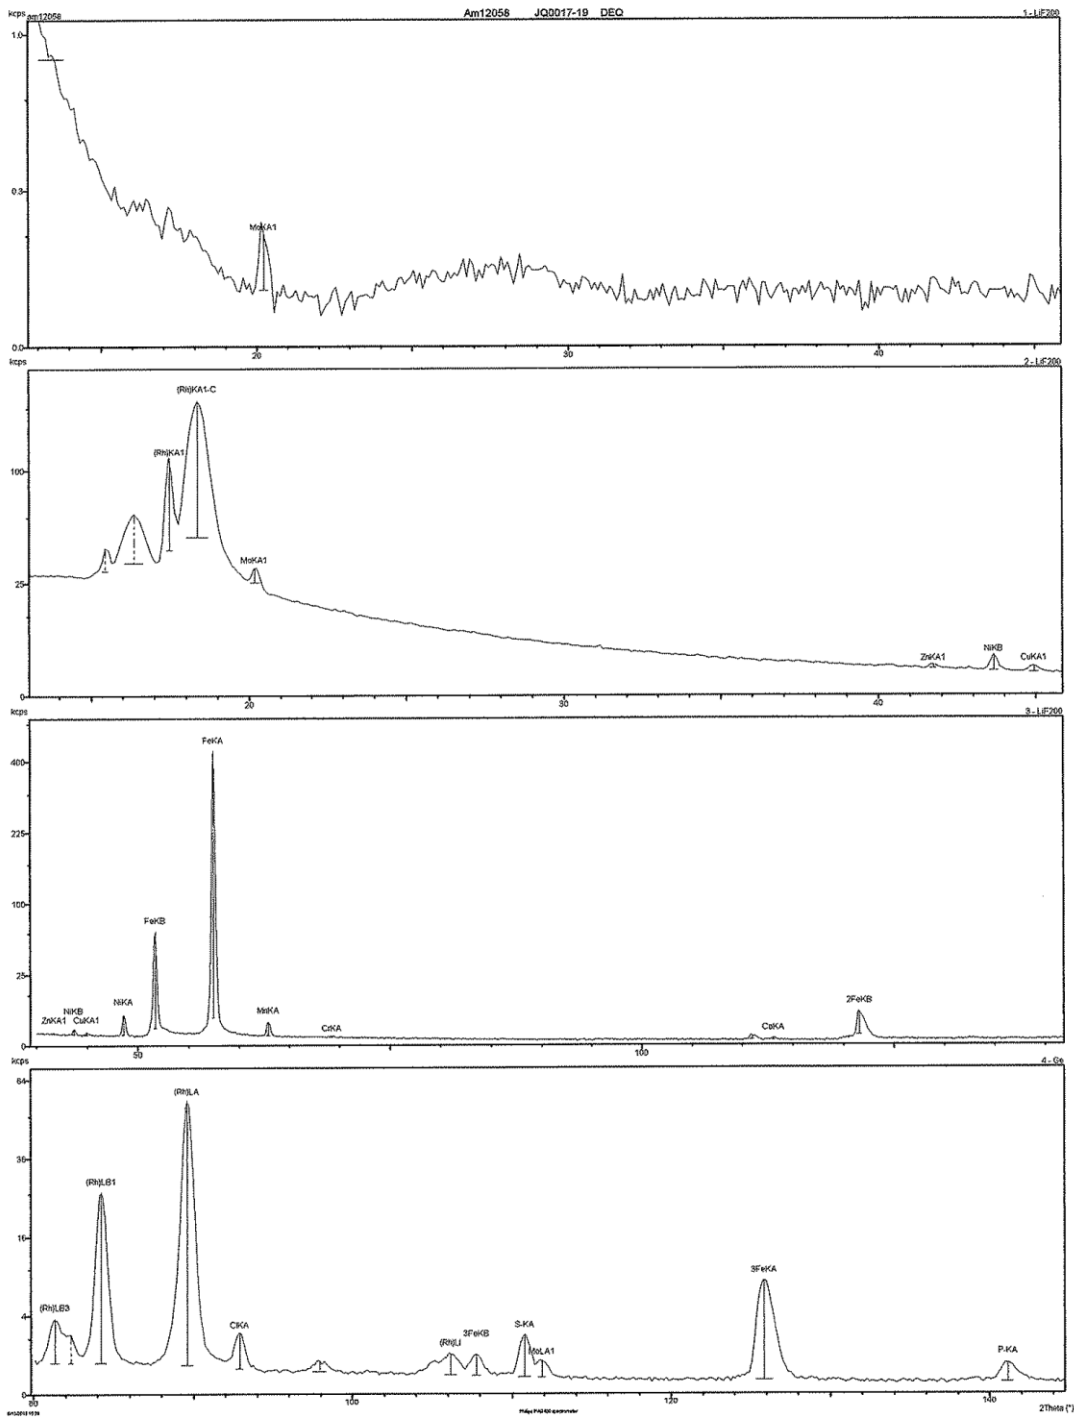 Am12058 JQ0017-19 DEQ
kcps am12058 1 - LiF200
1.0
0.3
MoKA1
0.0
20 30 40
kcps 2 - LiF200
(Rh)KA1-C
(Rh)KA1
100
MoKA1
25
ZnKA1 NiKB CuKA1
0
20 30 40
kcps 3 - LiF200
FeKA
400
225
100
FeKB
25
NiKA MnKA 2FeKB
NiKB
ZnKA1 CuKA1 CrKA CaKA
0
50 100
kcps 4 - Ge
64
(Rh)LA
36
(Rh)LB1
16
3FeKA
(Rh)LB3 ClKA S-KA
4
(Rh)Ll 3FeKB MoLA1 P-KA
0
80 100 120 140
2Theta (°)